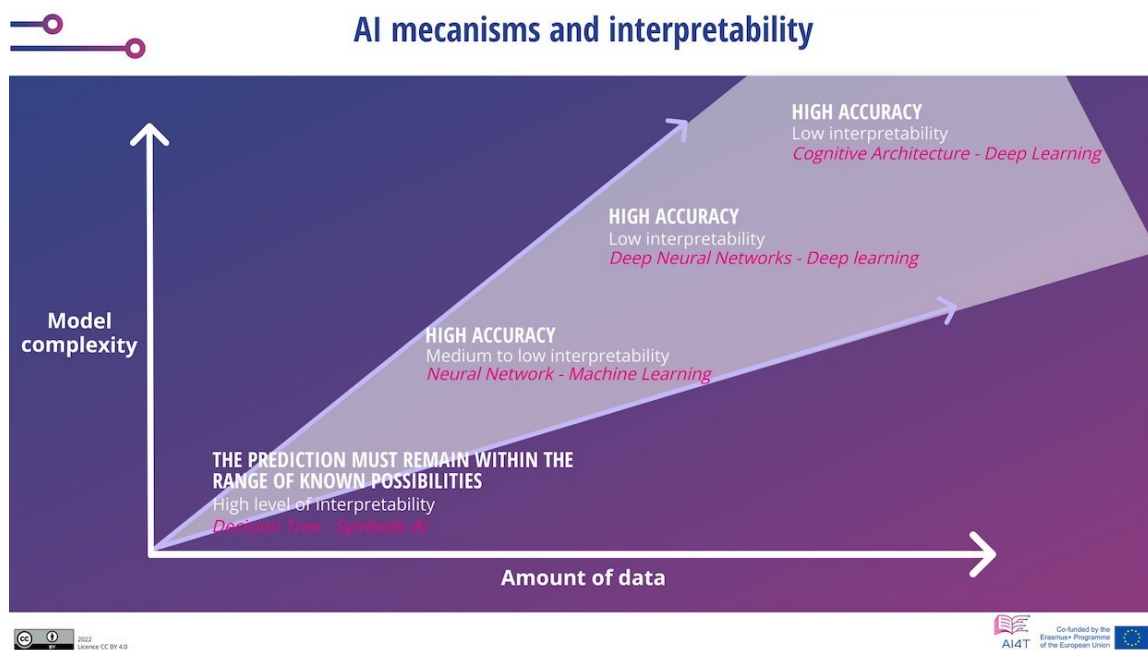 AI mecanisms and interpretability
HIGH ACCURACY
Low interpretability
Cognitive Architecture - Deep Learning
HIGH ACCURACY
Low interpretability
Deep Neural Networks - Deep learning
Model
complexity
HIGH ACCURACY
Medium to low interpretability
Neural Network - Machine Learning
THE PREDICTION MUST REMAIN WITHIN THE
RANGE OF KNOWN POSSIBILITIES
High level of interpretability
Decision Tree - Symbolic AI
Amount of data
cc
BY
2022
Licence CC BY 4.0
AI4T
Co-funded by the
Erasmus+ Programme
of the European Union